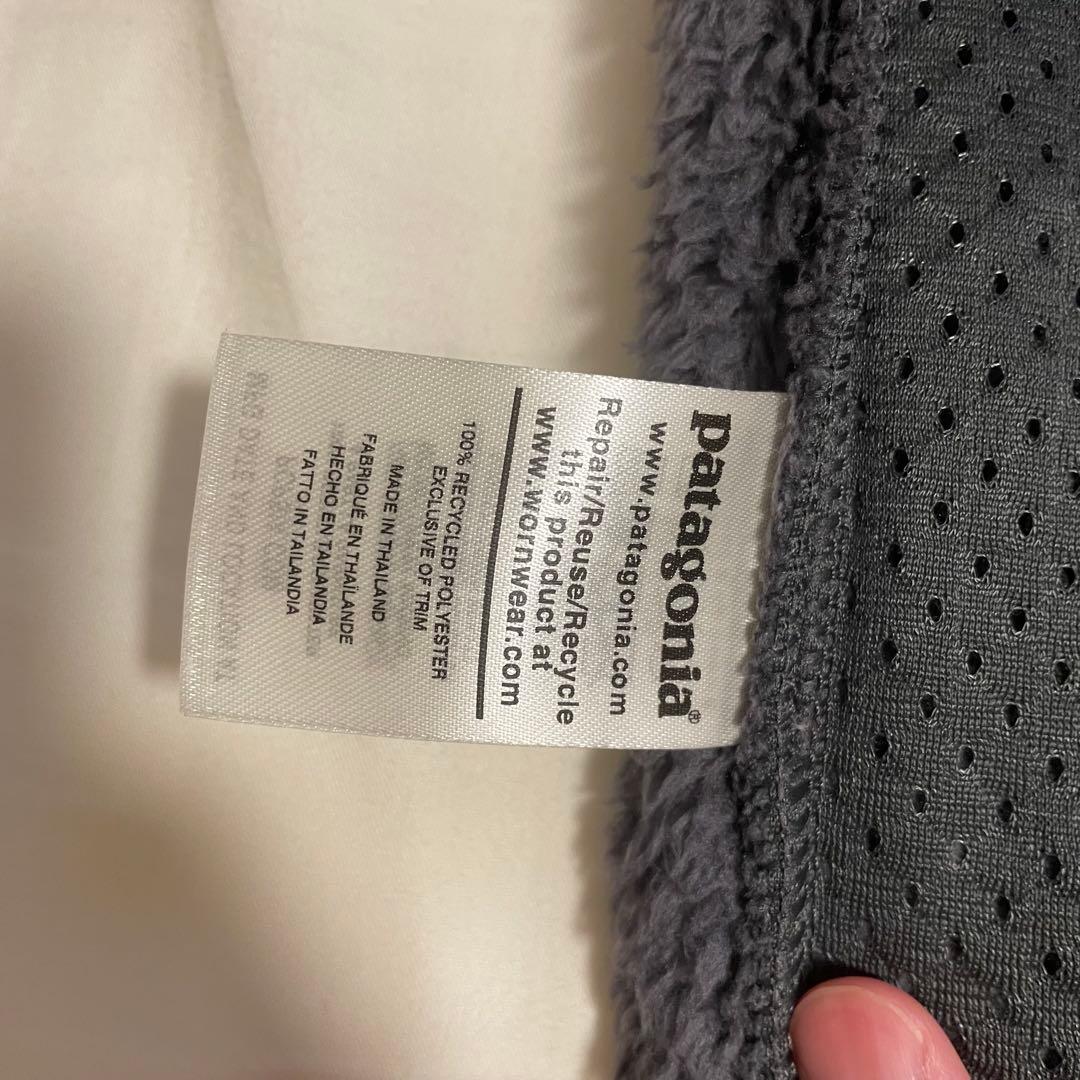 patagonia®
www.patagonia.com
Repair/Reuse/Recycle
this product at
www.wornwear.com
100% RECYCLED POLYESTER
EXCLUSIVE OF TRIM
MADE IN THAILAND
FABRIQUÉ EN THAÏLANDE
HECHO EN TAILANDIA
FATTO IN TAILANDIA